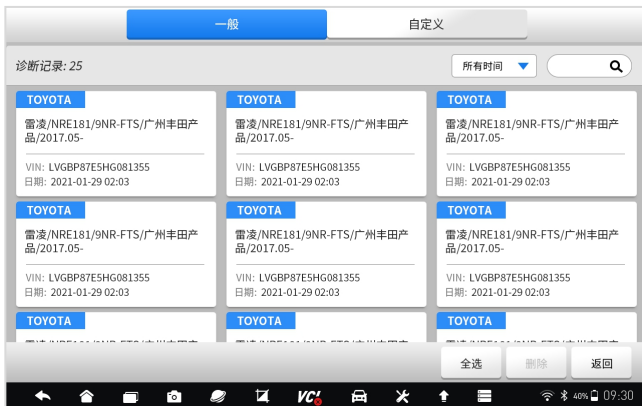 一般 自定义
诊断记录: 25 所有时间
TOYOTA TOYOTA TOYOTA
雷凌/NRE181/9NR-FTS/广州丰田产 雷凌/NRE181/9NR-FTS/广州丰田产 雷凌/NRE181/9NR-FTS/广州丰田产
品/2017.05- 品/2017.05- 品/2017.05-
VIN: LVGBP87E5HG081355 VIN: LVGBP87E5HG081355 VIN: LVGBP87E5HG081355
日期: 2021-01-29 02:03 日期: 2021-01-29 02:03 日期: 2021-01-29 02:03
TOYOTA TOYOTA TOYOTA
雷凌/NRE181/9NR-FTS/广州丰田产 雷凌/NRE181/9NR-FTS/广州丰田产 雷凌/NRE181/9NR-FTS/广州丰田产
品/2017.05- 品/2017.05- 品/2017.05-
VIN: LVGBP87E5HG081355 VIN: LVGBP87E5HG081355 VIN: LVGBP87E5HG081355
日期: 2021-01-29 02:03 日期: 2021-01-29 02:03 日期: 2021-01-29 02:03
TOYOTA TOYOTA TOYOTA
全选 删除 返回
VCI 40% 09:30